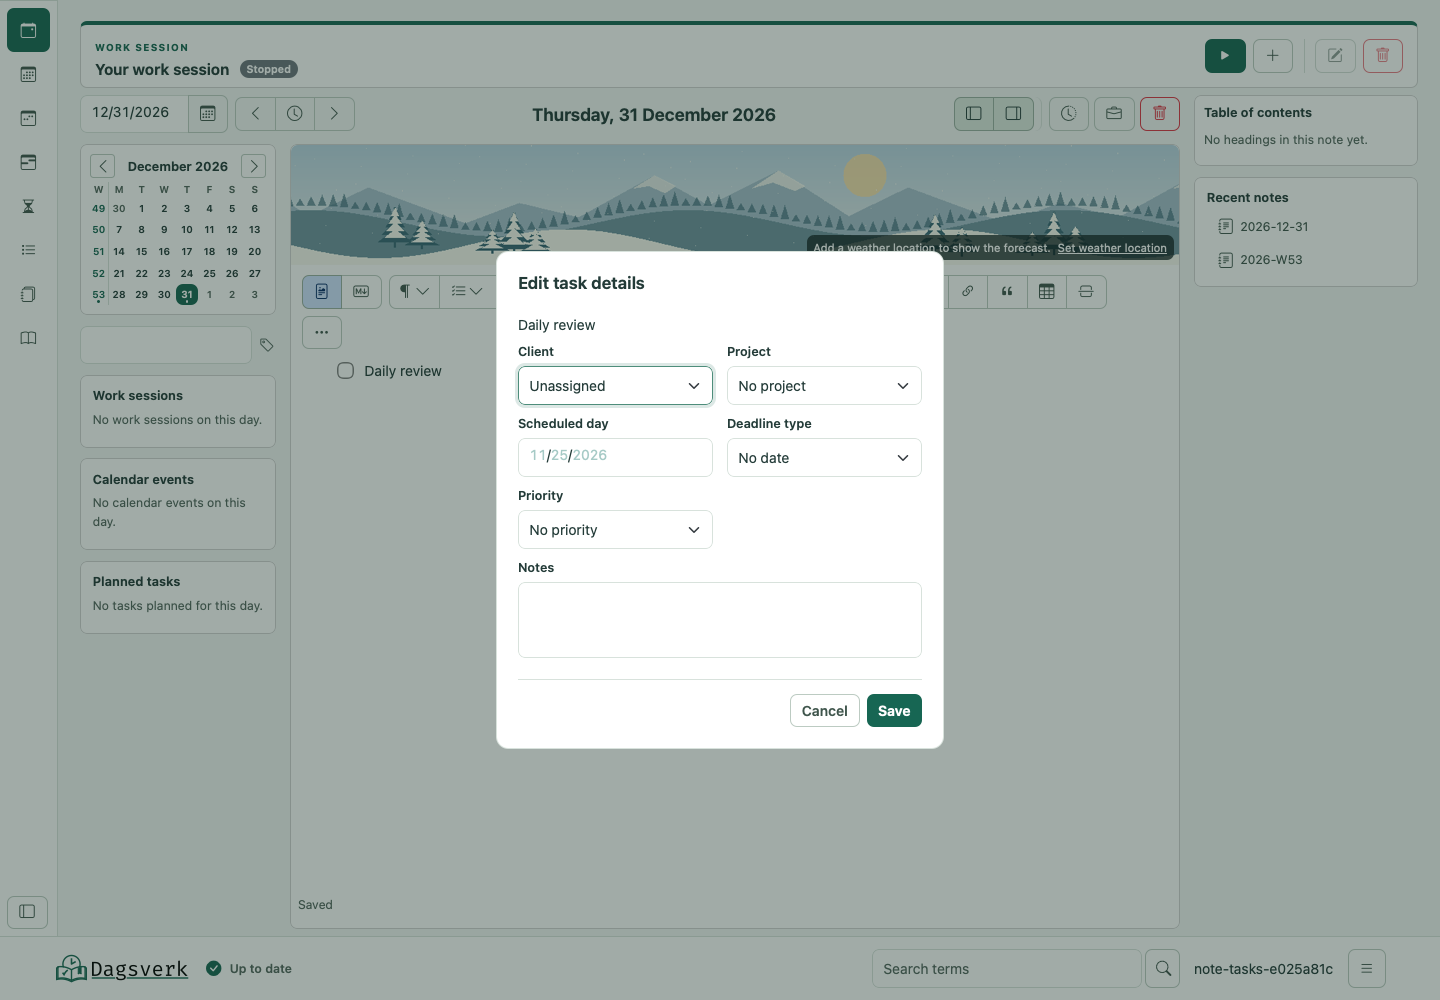 WORK SESSION
Your work session Stopped
12/31/2026
Thursday, 31 December 2026
December 2026
W M T W T F S S
49 30 1 2 3 4 5 6
50 7 8 9 10 11 12 13
51 14 15 16 17 18 19 20
52 21 22 23 24 25 26 27
53 28 29 30 31 1 2 3
Work sessions
No work sessions on this day.
Calendar events
No calendar events on this
day.
Planned tasks
No tasks planned for this day.
Add a weather location to show the forecast. Set weather location
M
Daily review
Saved
Edit task details
Daily review
Client
Project
Unassigned
No project
Scheduled day
Deadline type
11/25/2026
No date
Priority
No priority
Notes
Cancel
Save
Table of contents
No headings in this note yet.
Recent notes
2026-12-31
2026-W53
Dagsverk
Up to date
Search terms
note-tasks-e025a81c